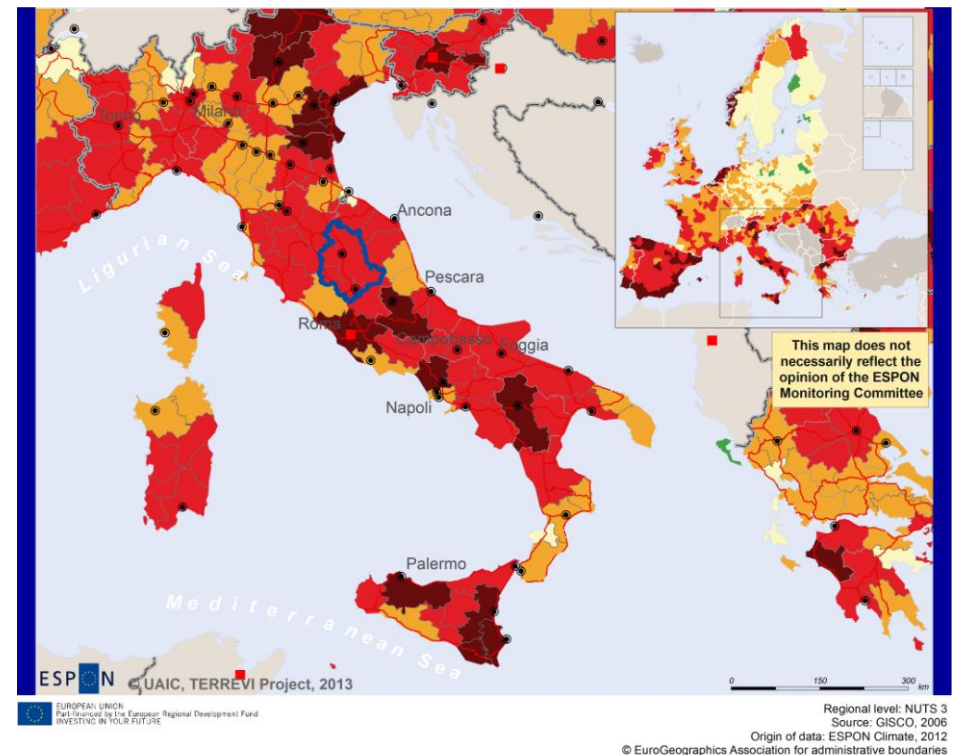 Torino
Milano
Ancona
Ligurian Sea
Pescara
Roma
Campobasso
Foggia
Napoli
This map does not
necessarily reflect the
opinion of the ESPON
Monitoring Committee
Palermo
Mediterranean Sea
ESPON
© UAIC, TERREVI Project, 2013
0 150 300
km
EUROPEAN UNION
Part-financed by the European Regional Development Fund
INVESTING IN YOUR FUTURE
Regional level: NUTS 3
Source: GISCO, 2006
Origin of data: ESPON Climate, 2012
© EuroGeographics Association for administrative boundaries